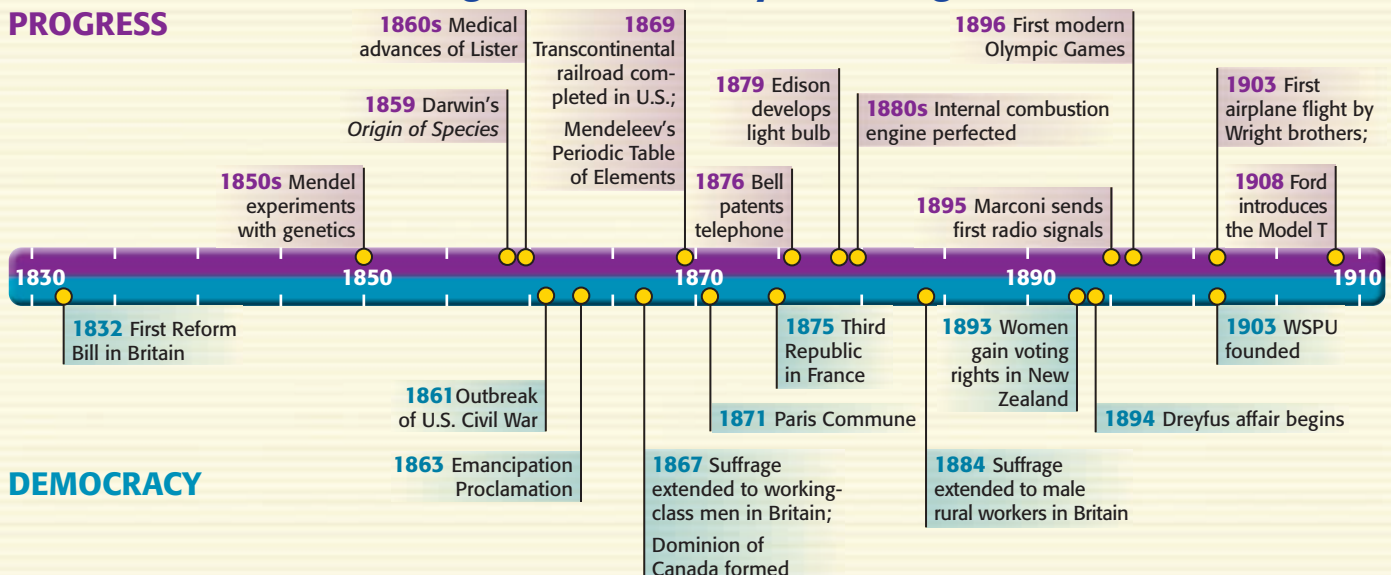 PROGRESS
1850s Mendel
experiments
with genetics
1859 Darwin's
Origin of Species
1860s Medical
advances of Lister
1869
Transcontinental
railroad com-
pleted in U.S.;
Mendeleev's
Periodic Table
of Elements
1876 Bell
patents
telephone
1879 Edison
develops
light bulb
1880s Internal combustion
engine perfected
1895 Marconi sends
first radio signals
1896 First modern
Olympic Games
1903 First
airplane flight by
Wright brothers;
1908 Ford
introduces
the Model T
1830 1850 1870 1890 1910
1832 First Reform
Bill in Britain
1861 Outbreak
of U.S. Civil War
1863 Emancipation
Proclamation
1867 Suffrage
extended to working-
class men in Britain;
Dominion of
Canada formed
1871 Paris Commune
1875 Third
Republic
in France
1884 Suffrage
extended to male
rural workers in Britain
1893 Women
gain voting
rights in New
Zealand
1894 Dreyfus affair begins
1903 WSPU
founded
DEMOCRACY